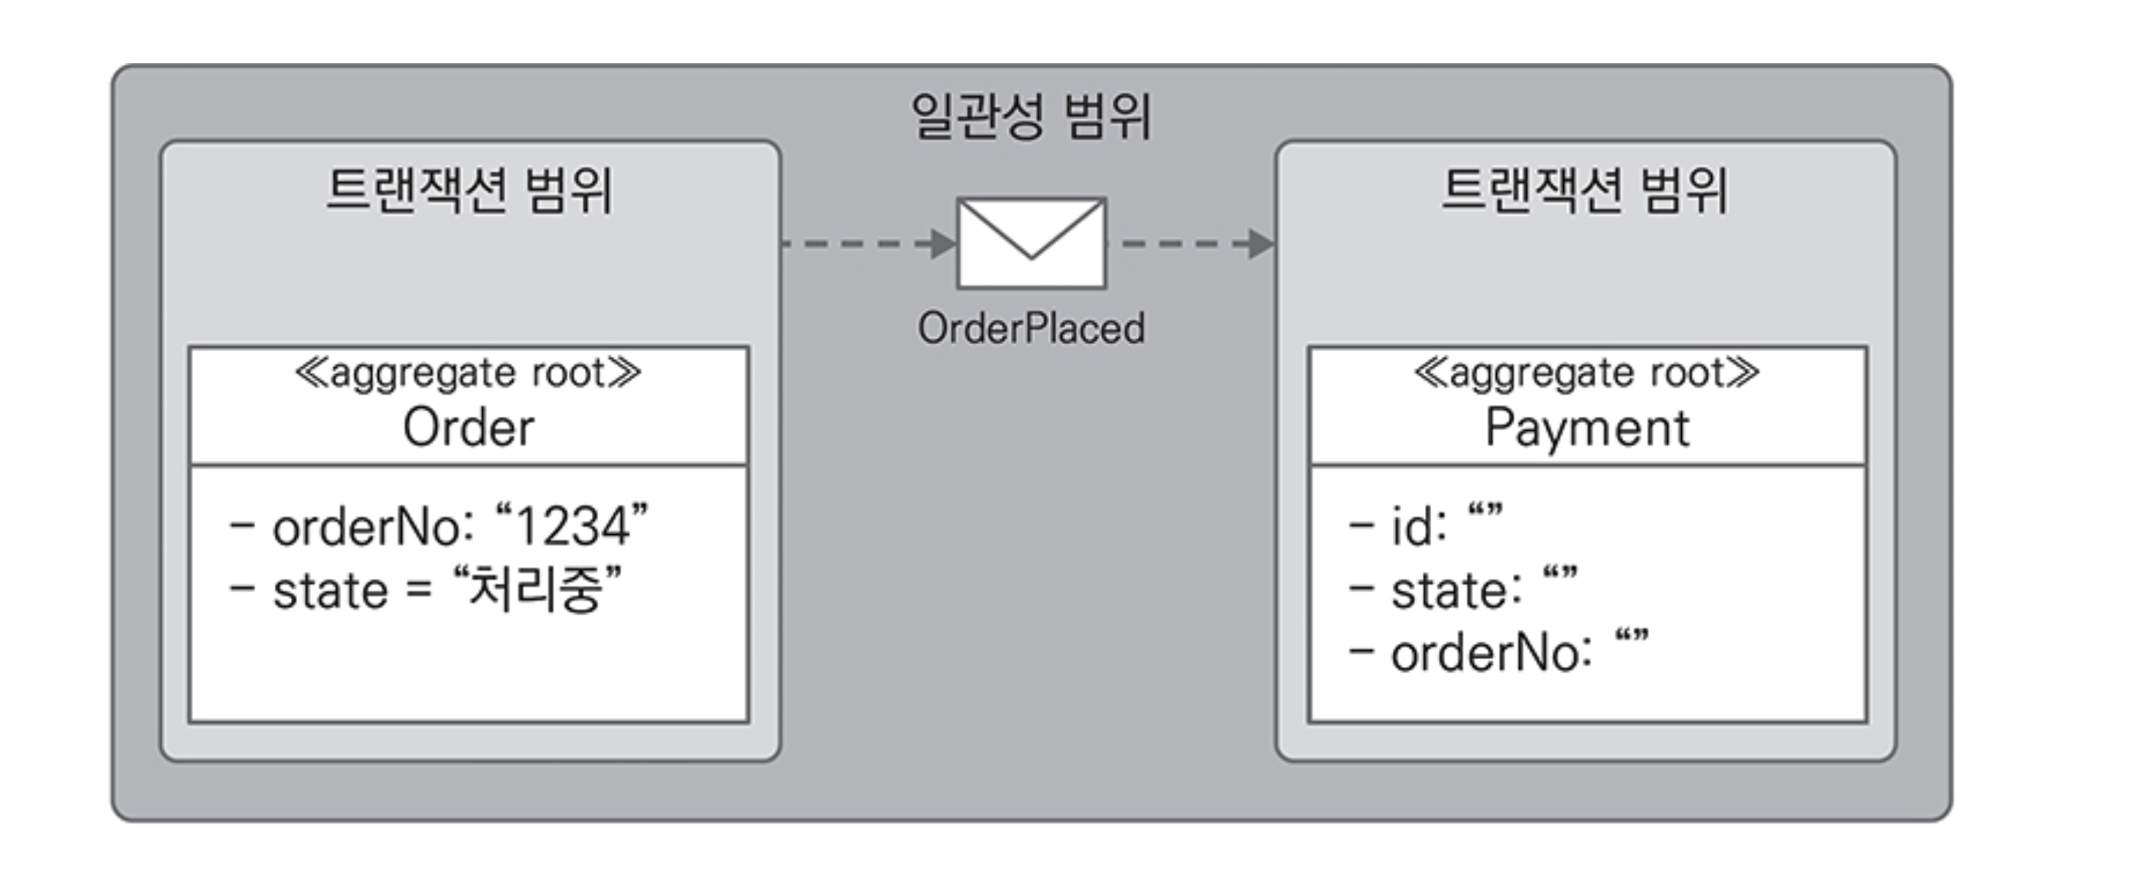 일관성 범위
트랜잭션 범위
≪aggregate root≫
Order
- orderNo: “1234”
- state = “처리중”
OrderPlaced
트랜잭션 범위
≪aggregate root≫
Payment
- id: “”
- state: “”
- orderNo: “”